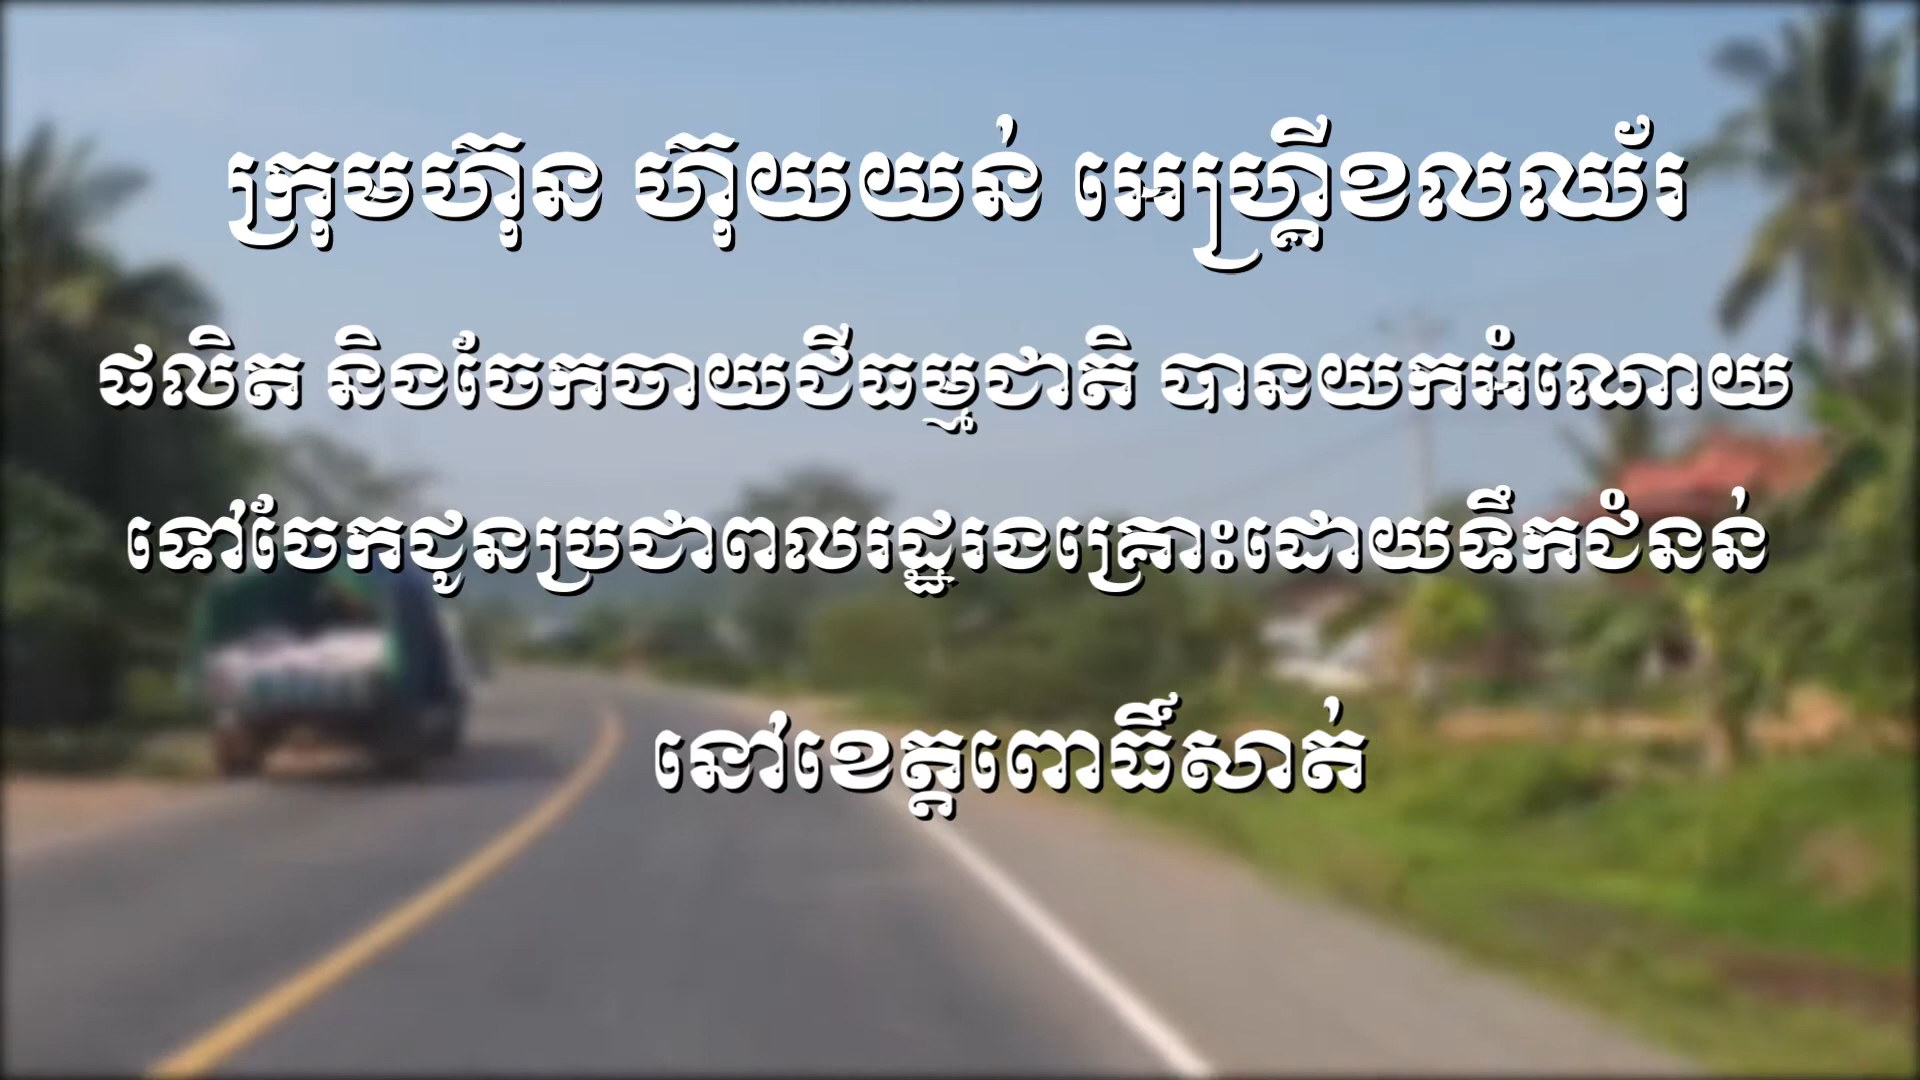 ក្រុមហ៊ុន ហ៊ុយយន់ អេហ្គ្រីខលឈ័រ
ផលិត និងចែកចាយជីធម្មជាតិ បានយកអំណោយ
ទៅចែកជូនប្រជាពលរដ្ឋរងគ្រោះដោយទឹកជំនន់
នៅខេត្តពោធិ៍សាត់